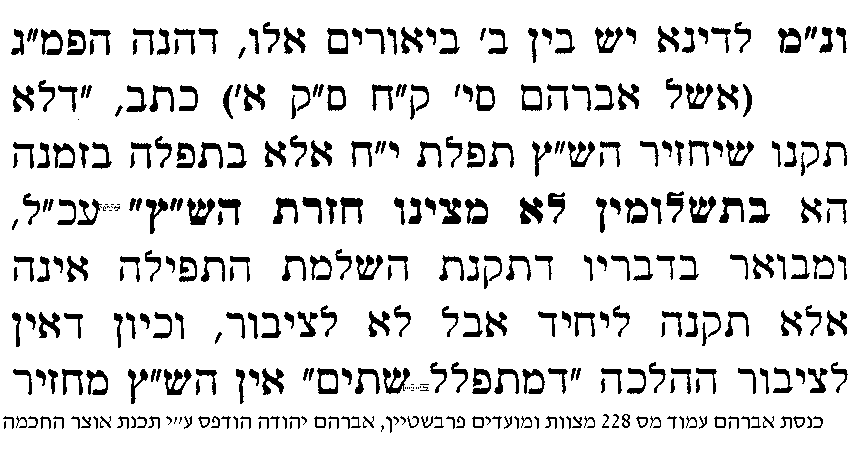 ונ"מ לדינא יש בין ב' ביאורים אלו, דהנה הפמ"ג
(אשל אברהם סי' ק"ח ס"ק א') כתב, "דלא
תקנו שיחזיר הש"ץ תפלת י"ח אלא בתפלה בזמנה
הא בתשלומין לא מצינו חזרת הש"ץ" עכ"ל,
ומבואר בדבריו דתקנת השלמת התפילה אינה
אלא תקנה ליחיד אבל לא לציבור, וכיון דאין
לציבור ההלכה "דמתפלל שתים" אין הש"ץ מחזיר
כנסת אברהם עמוד מס 228 מצוות ומועדים פרבשטיין, אברהם יהודה הודפס ע״י תכנת אוצר החכמה